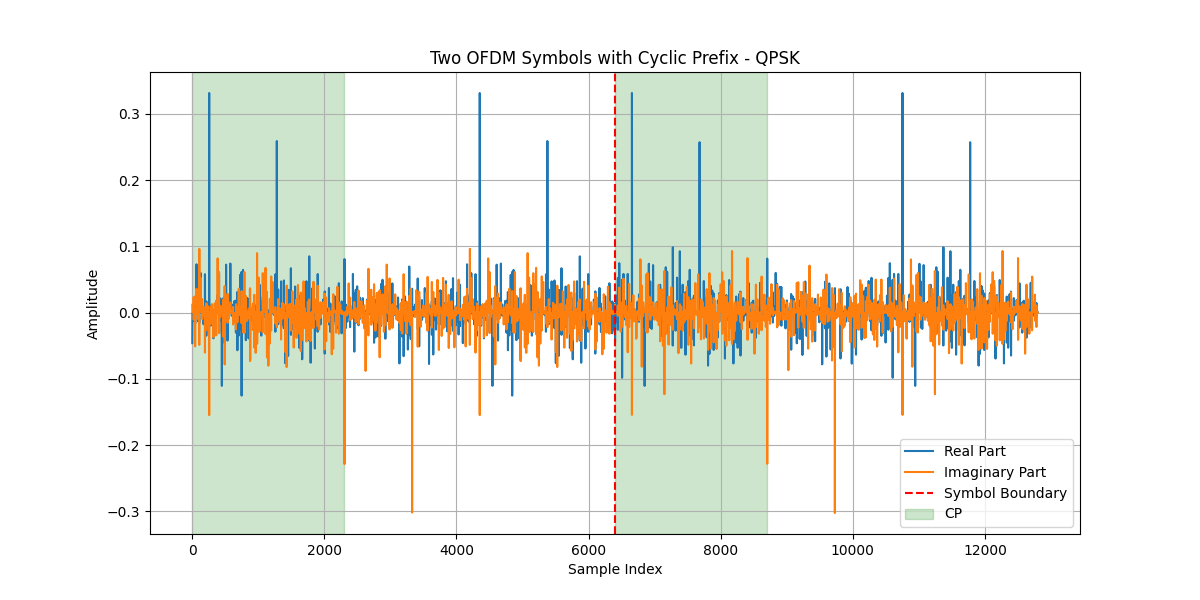 Two OFDM Symbols with Cyclic Prefix - QPSK
Amplitude
0.3
0.2
0.1
0.0
−0.1
−0.2
−0.3
0
2000
4000
6000
8000
10000
12000
Sample Index
Real Part
Imaginary Part
Symbol Boundary
CP